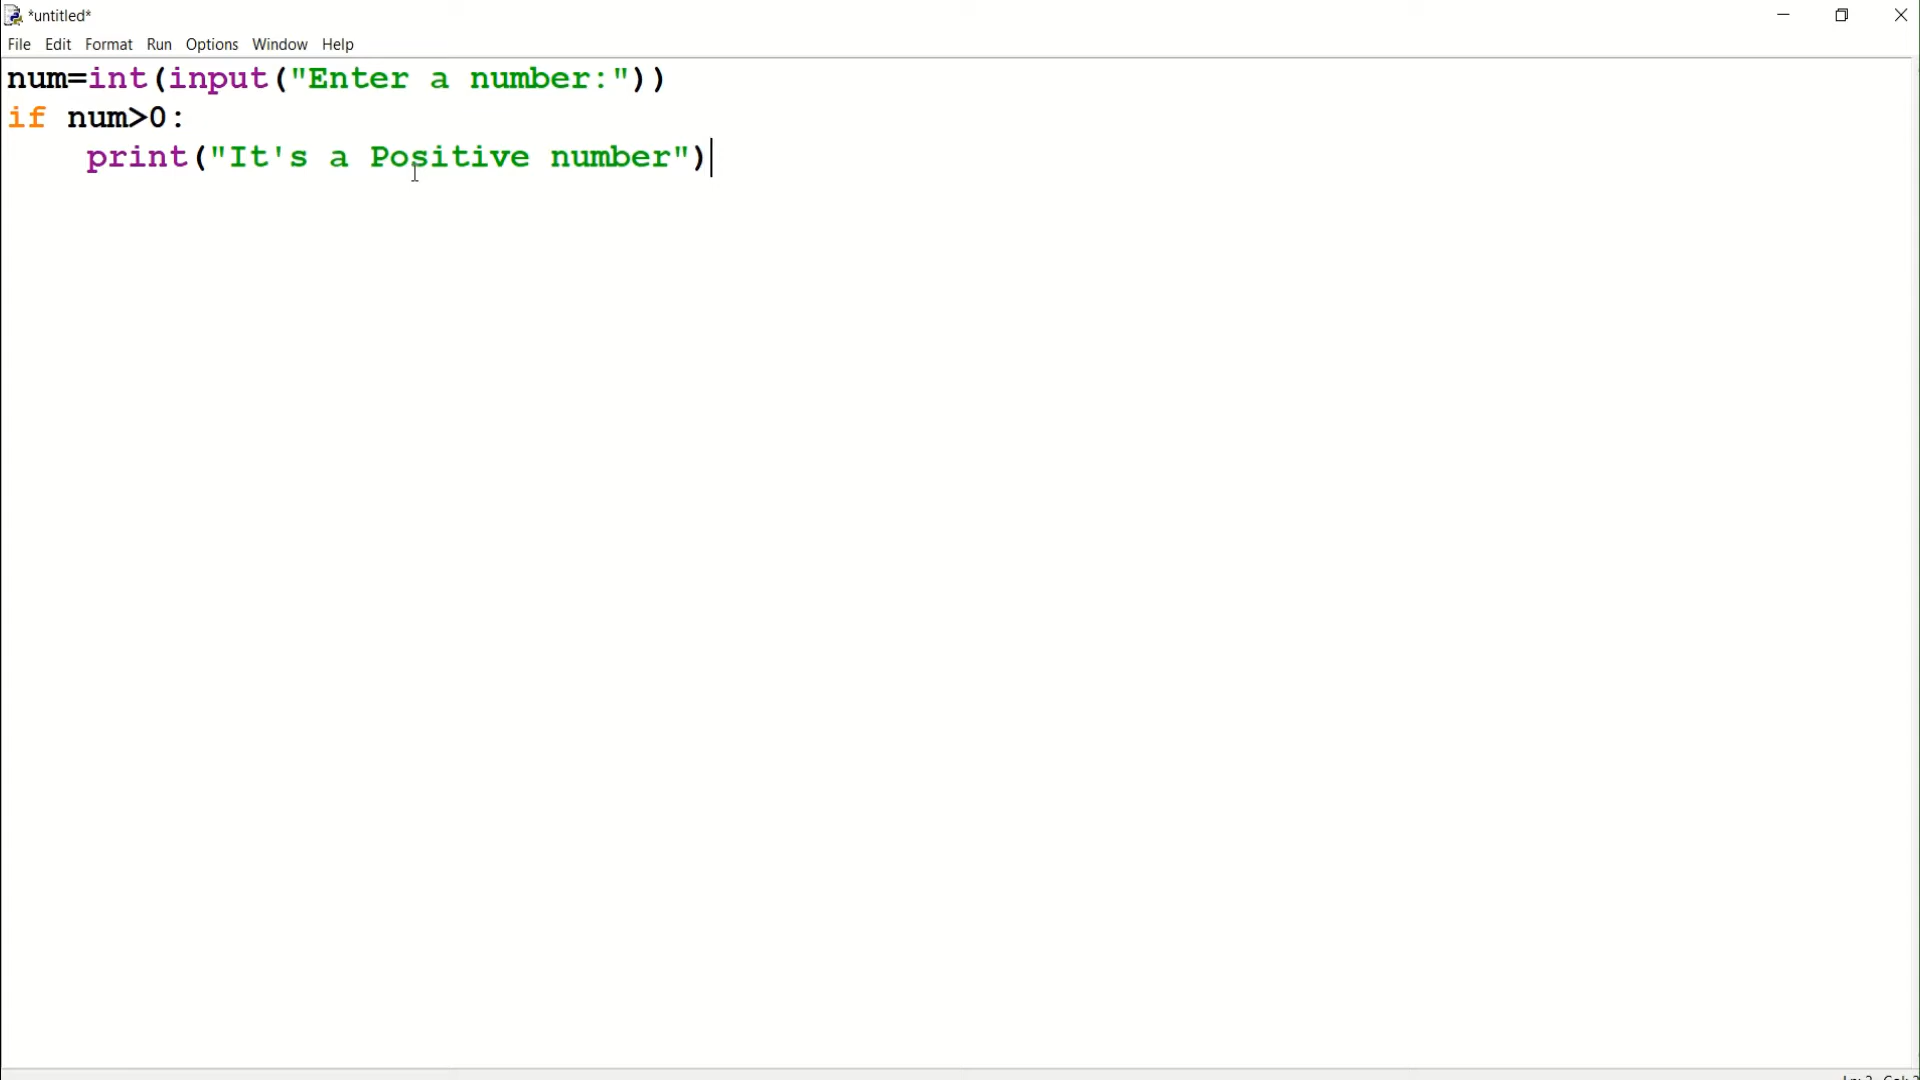 *untitled*
File Edit Format Run Options Window Help
num=int(input("Enter a number:"))
if num>0:
    print("It's a Positive number")